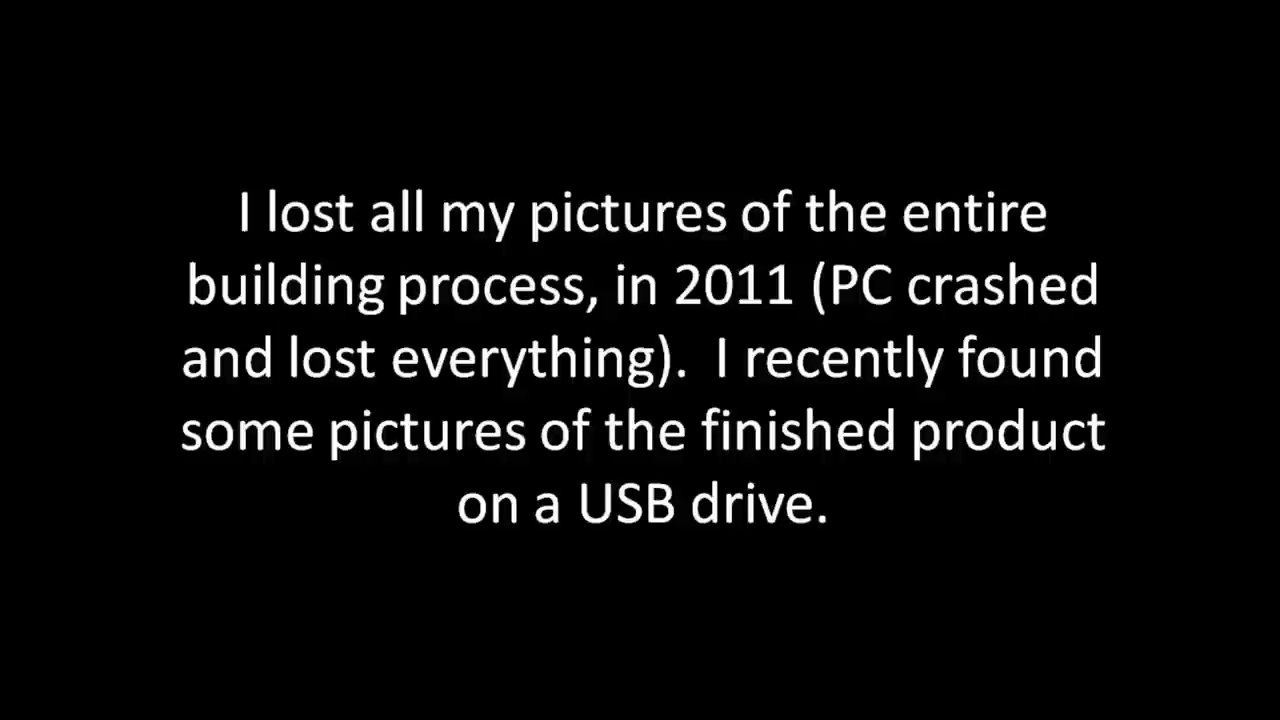 I lost all my pictures of the entire
building process, in 2011 (PC crashed
and lost everything).  I recently found
some pictures of the finished product
on a USB drive.